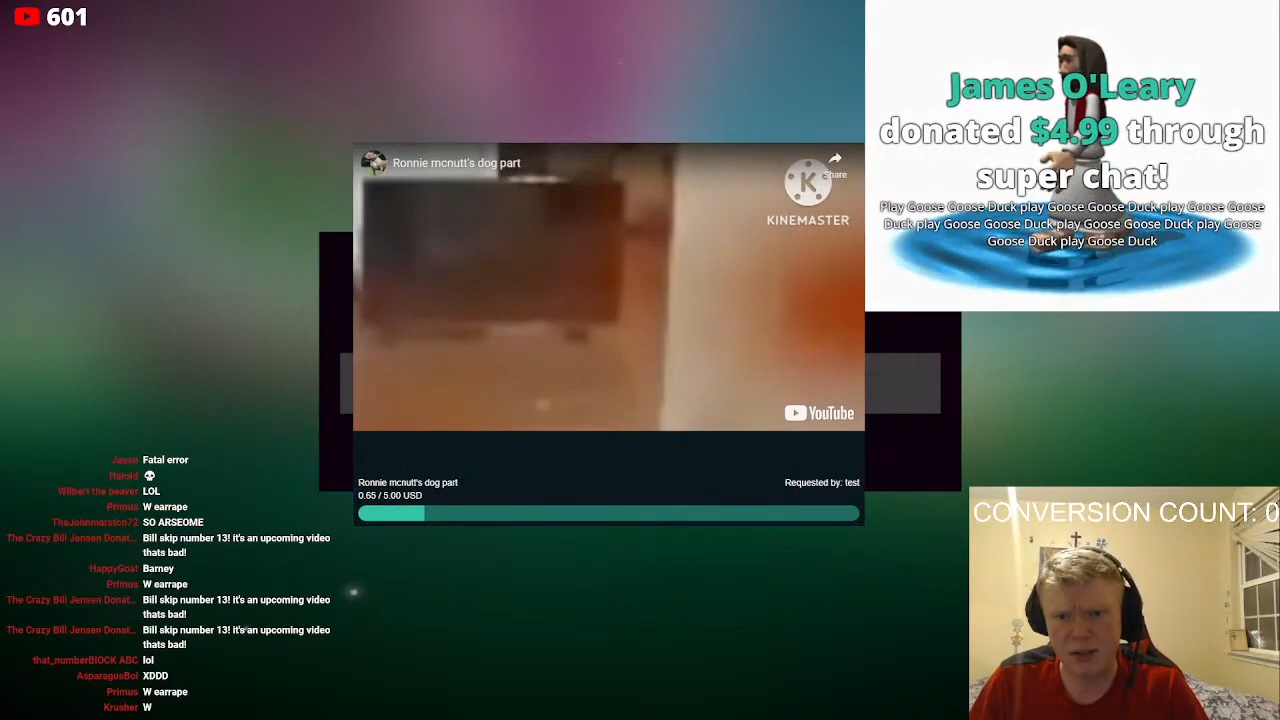 601
James O'Leary
donated $4.99 through
super chat!
Play Goose Goose Duck play Goose Goose Duck play Goose Goose
Duck play Goose Goose Duck play Goose Goose Duck play Goose
Goose Duck play Goose Duck
Ronnie mcnutt's dog part
Share
K
KINEMASTER
YouTube
Ronnie mcnutt's dog part
Requested by: test
0.65 / 5.00 USD
Jason Fatal error
Harold 💀
Wilbert the beaver LOL
Primus W earrape
TheJohnmarston72 SO ARSEOME
The Crazy Bill Jensen Donat... Bill skip number 13! it's an upcoming video
thats bad!
HappyGoat Barney
Primus W earrape
The Crazy Bill Jensen Donat... Bill skip number 13! it's an upcoming video
thats bad!
The Crazy Bill Jensen Donat... Bill skip number 13! it's an upcoming video
thats bad!
that_numberBlOCK ABC lol
AsparagusBoi XDDD
Primus W earrape
Krusher W
CONVERSION COUNT: 0